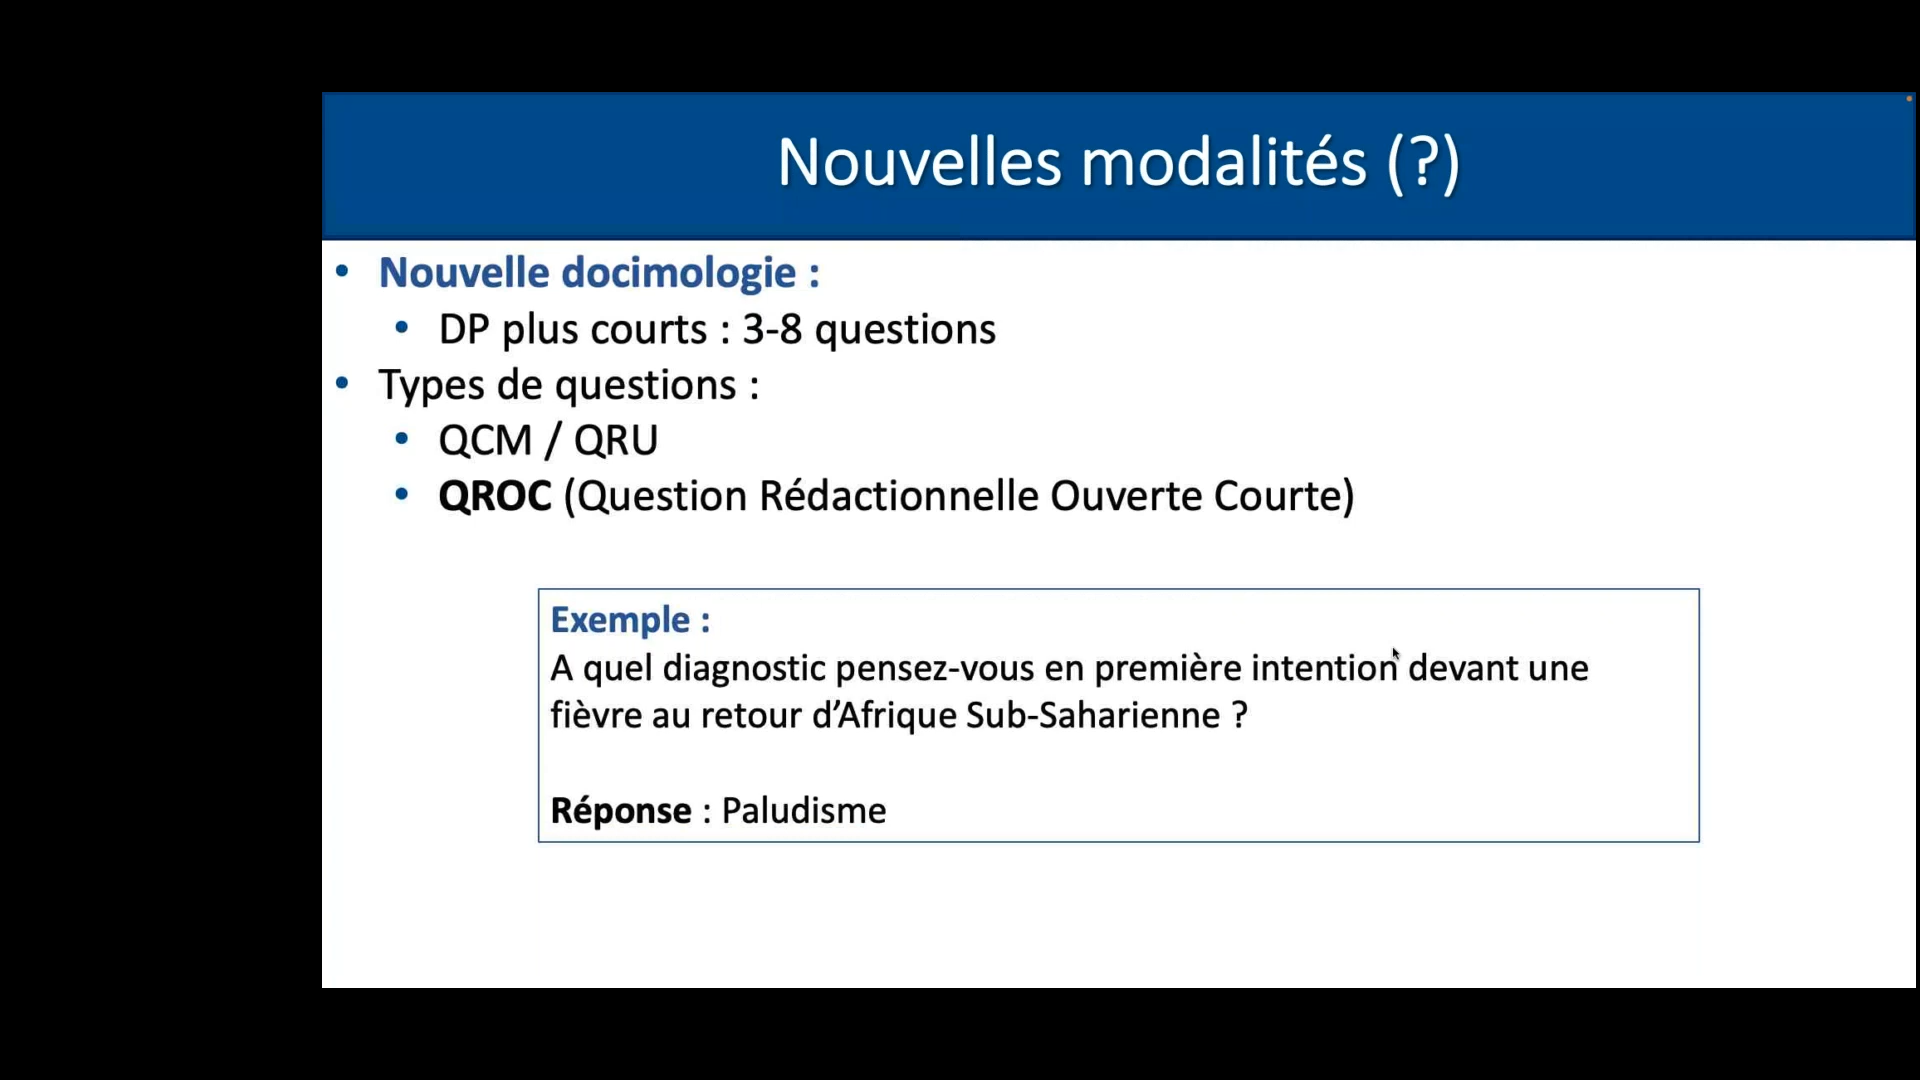 Nouvelles modalités (?)
• Nouvelle docimologie :
• DP plus courts : 3-8 questions
• Types de questions :
• QCM / QRU
• QROC (Question Rédactionnelle Ouverte Courte)
Exemple :
A quel diagnostic pensez-vous en première intention devant une
fièvre au retour d’Afrique Sub-Saharienne ?
Réponse : Paludisme